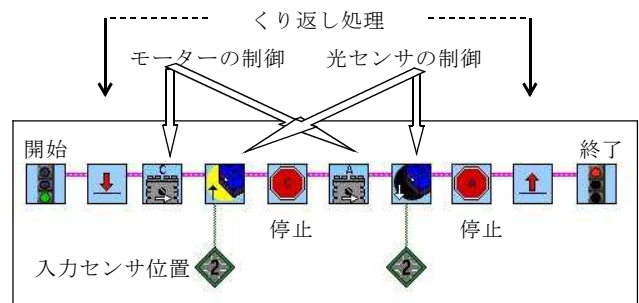 くり返し処理
モーターの制御 光センサの制御
開始 終了
C A
C A
停止 停止
入力センサ位置 2 2